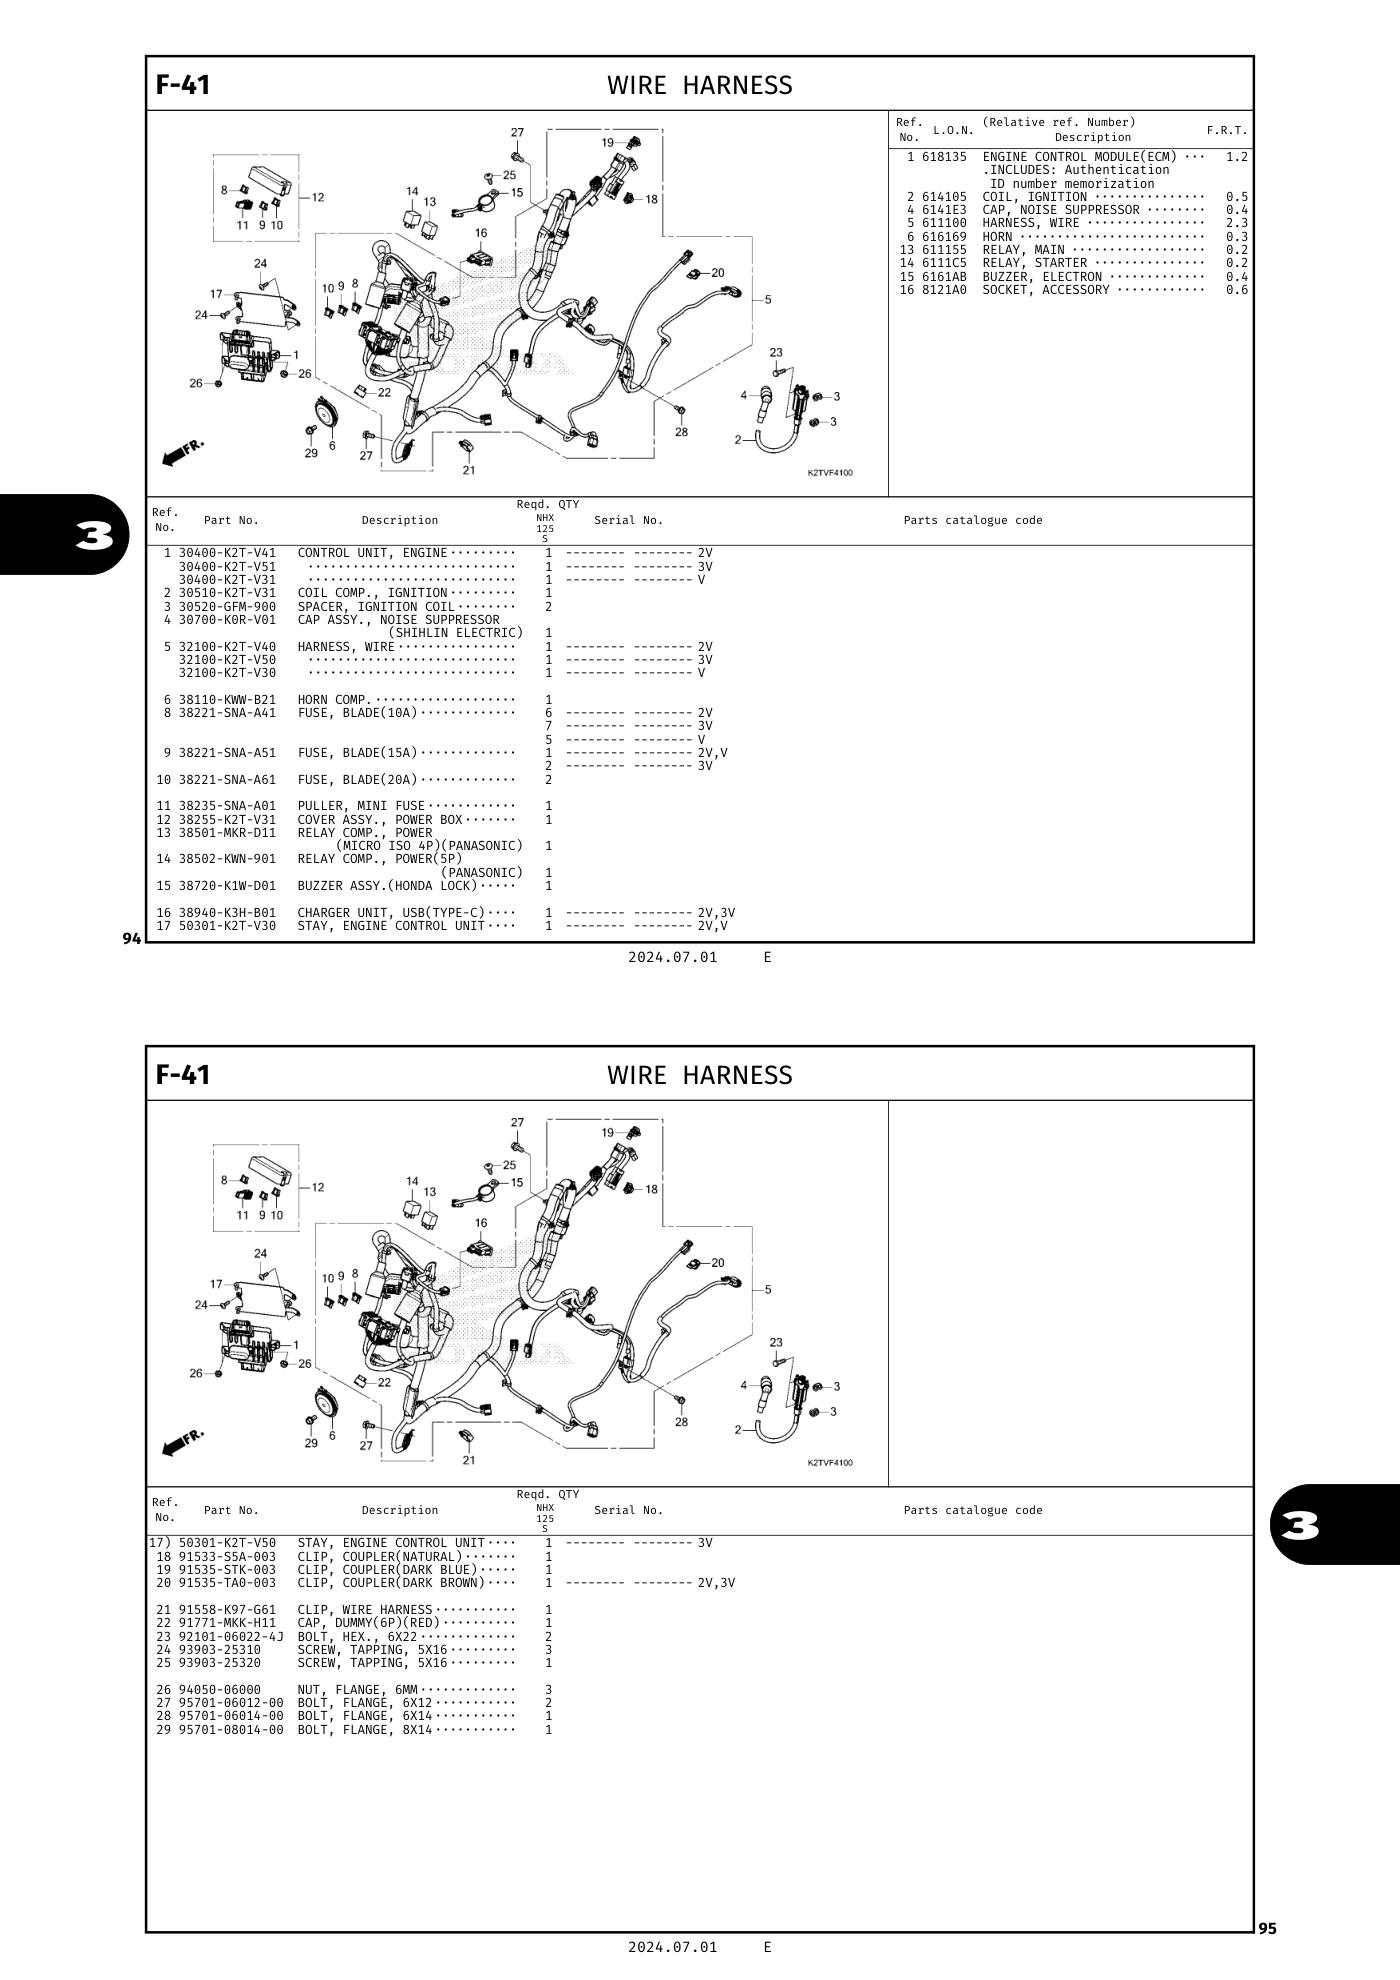 F-41
WIRE HARNESS
27
19
8
12
11 9 10
25
14
13
15
18
16
24
17
24
10 9 8
20
5
1
26
26
22
23
4
3
3
2
28
29
6
27
21
FR.
K2TVF4100
Ref. No. L.O.N. (Relative ref. Number) Description F.R.T.
1 618135 ENGINE CONTROL MODULE(ECM) ··· 1.2
.INCLUDES: Authentication
ID number memorization
2 614105 COIL, IGNITION ··············· 0.5
4 6141E3 CAP, NOISE SUPPRESSOR ········ 0.4
5 611100 HARNESS, WIRE ················ 2.3
6 616169 HORN ························· 0.3
13 611155 RELAY, MAIN ·················· 0.2
14 6111C5 RELAY, STARTER ··············· 0.2
15 6161AB BUZZER, ELECTRON ············· 0.4
16 8121A0 SOCKET, ACCESSORY ············ 0.6
3
Ref. No. Part No. Description Reqd. QTY NHX 125 S Serial No. Parts catalogue code
1 30400-K2T-V41 CONTROL UNIT, ENGINE········· 1 -------- -------- 2V
30400-K2T-V51 ···························· 1 -------- -------- 3V
30400-K2T-V31 ···························· 1 -------- -------- V
2 30510-K2T-V31 COIL COMP., IGNITION········· 1
3 30520-GFM-900 SPACER, IGNITION COIL········ 2
4 30700-K0R-V01 CAP ASSY., NOISE SUPPRESSOR
(SHIHLIN ELECTRIC) 1
5 32100-K2T-V40 HARNESS, WIRE················ 1 -------- -------- 2V
32100-K2T-V50 ···························· 1 -------- -------- 3V
32100-K2T-V30 ···························· 1 -------- -------- V
6 38110-KWW-B21 HORN COMP.··················· 1
8 38221-SNA-A41 FUSE, BLADE(10A)············· 6 -------- -------- 2V
7 -------- -------- 3V
5 -------- -------- V
9 38221-SNA-A51 FUSE, BLADE(15A)············· 1 -------- -------- 2V,V
2 -------- -------- 3V
10 38221-SNA-A61 FUSE, BLADE(20A)············· 2
11 38235-SNA-A01 PULLER, MINI FUSE············ 1
12 38255-K2T-V31 COVER ASSY., POWER BOX······· 1
13 38501-MKR-D11 RELAY COMP., POWER
(MICRO ISO 4P)(PANASONIC) 1
14 38502-KWN-901 RELAY COMP., POWER(5P)
(PANASONIC) 1
15 38720-K1W-D01 BUZZER ASSY.(HONDA LOCK)····· 1
16 38940-K3H-B01 CHARGER UNIT, USB(TYPE-C)···· 1 -------- -------- 2V,3V
17 50301-K2T-V30 STAY, ENGINE CONTROL UNIT···· 1 -------- -------- 2V,V
94
2024.07.01 E
F-41
WIRE HARNESS
27
19
8
12
11 9 10
25
14
13
15
18
16
24
17
24
10 9 8
20
5
1
26
26
22
23
4
3
3
2
28
29
6
27
21
FR.
K2TVF4100
3
Ref. No. Part No. Description Reqd. QTY NHX 125 S Serial No. Parts catalogue code
17) 50301-K2T-V50 STAY, ENGINE CONTROL UNIT···· 1 -------- -------- 3V
18 91533-S5A-003 CLIP, COUPLER(NATURAL)······· 1
19 91535-STK-003 CLIP, COUPLER(DARK BLUE)····· 1
20 91535-TA0-003 CLIP, COUPLER(DARK BROWN)···· 1 -------- -------- 2V,3V
21 91558-K97-G61 CLIP, WIRE HARNESS··········· 1
22 91771-MKK-H11 CAP, DUMMY(6P)(RED)·········· 1
23 92101-06022-4J BOLT, HEX., 6X22············· 2
24 93903-25310 SCREW, TAPPING, 5X16········· 3
25 93903-25320 SCREW, TAPPING, 5X16········· 1
26 94050-06000 NUT, FLANGE, 6MM············· 3
27 95701-06012-00 BOLT, FLANGE, 6X12··········· 2
28 95701-06014-00 BOLT, FLANGE, 6X14··········· 1
29 95701-08014-00 BOLT, FLANGE, 8X14··········· 1
95
2024.07.01 E